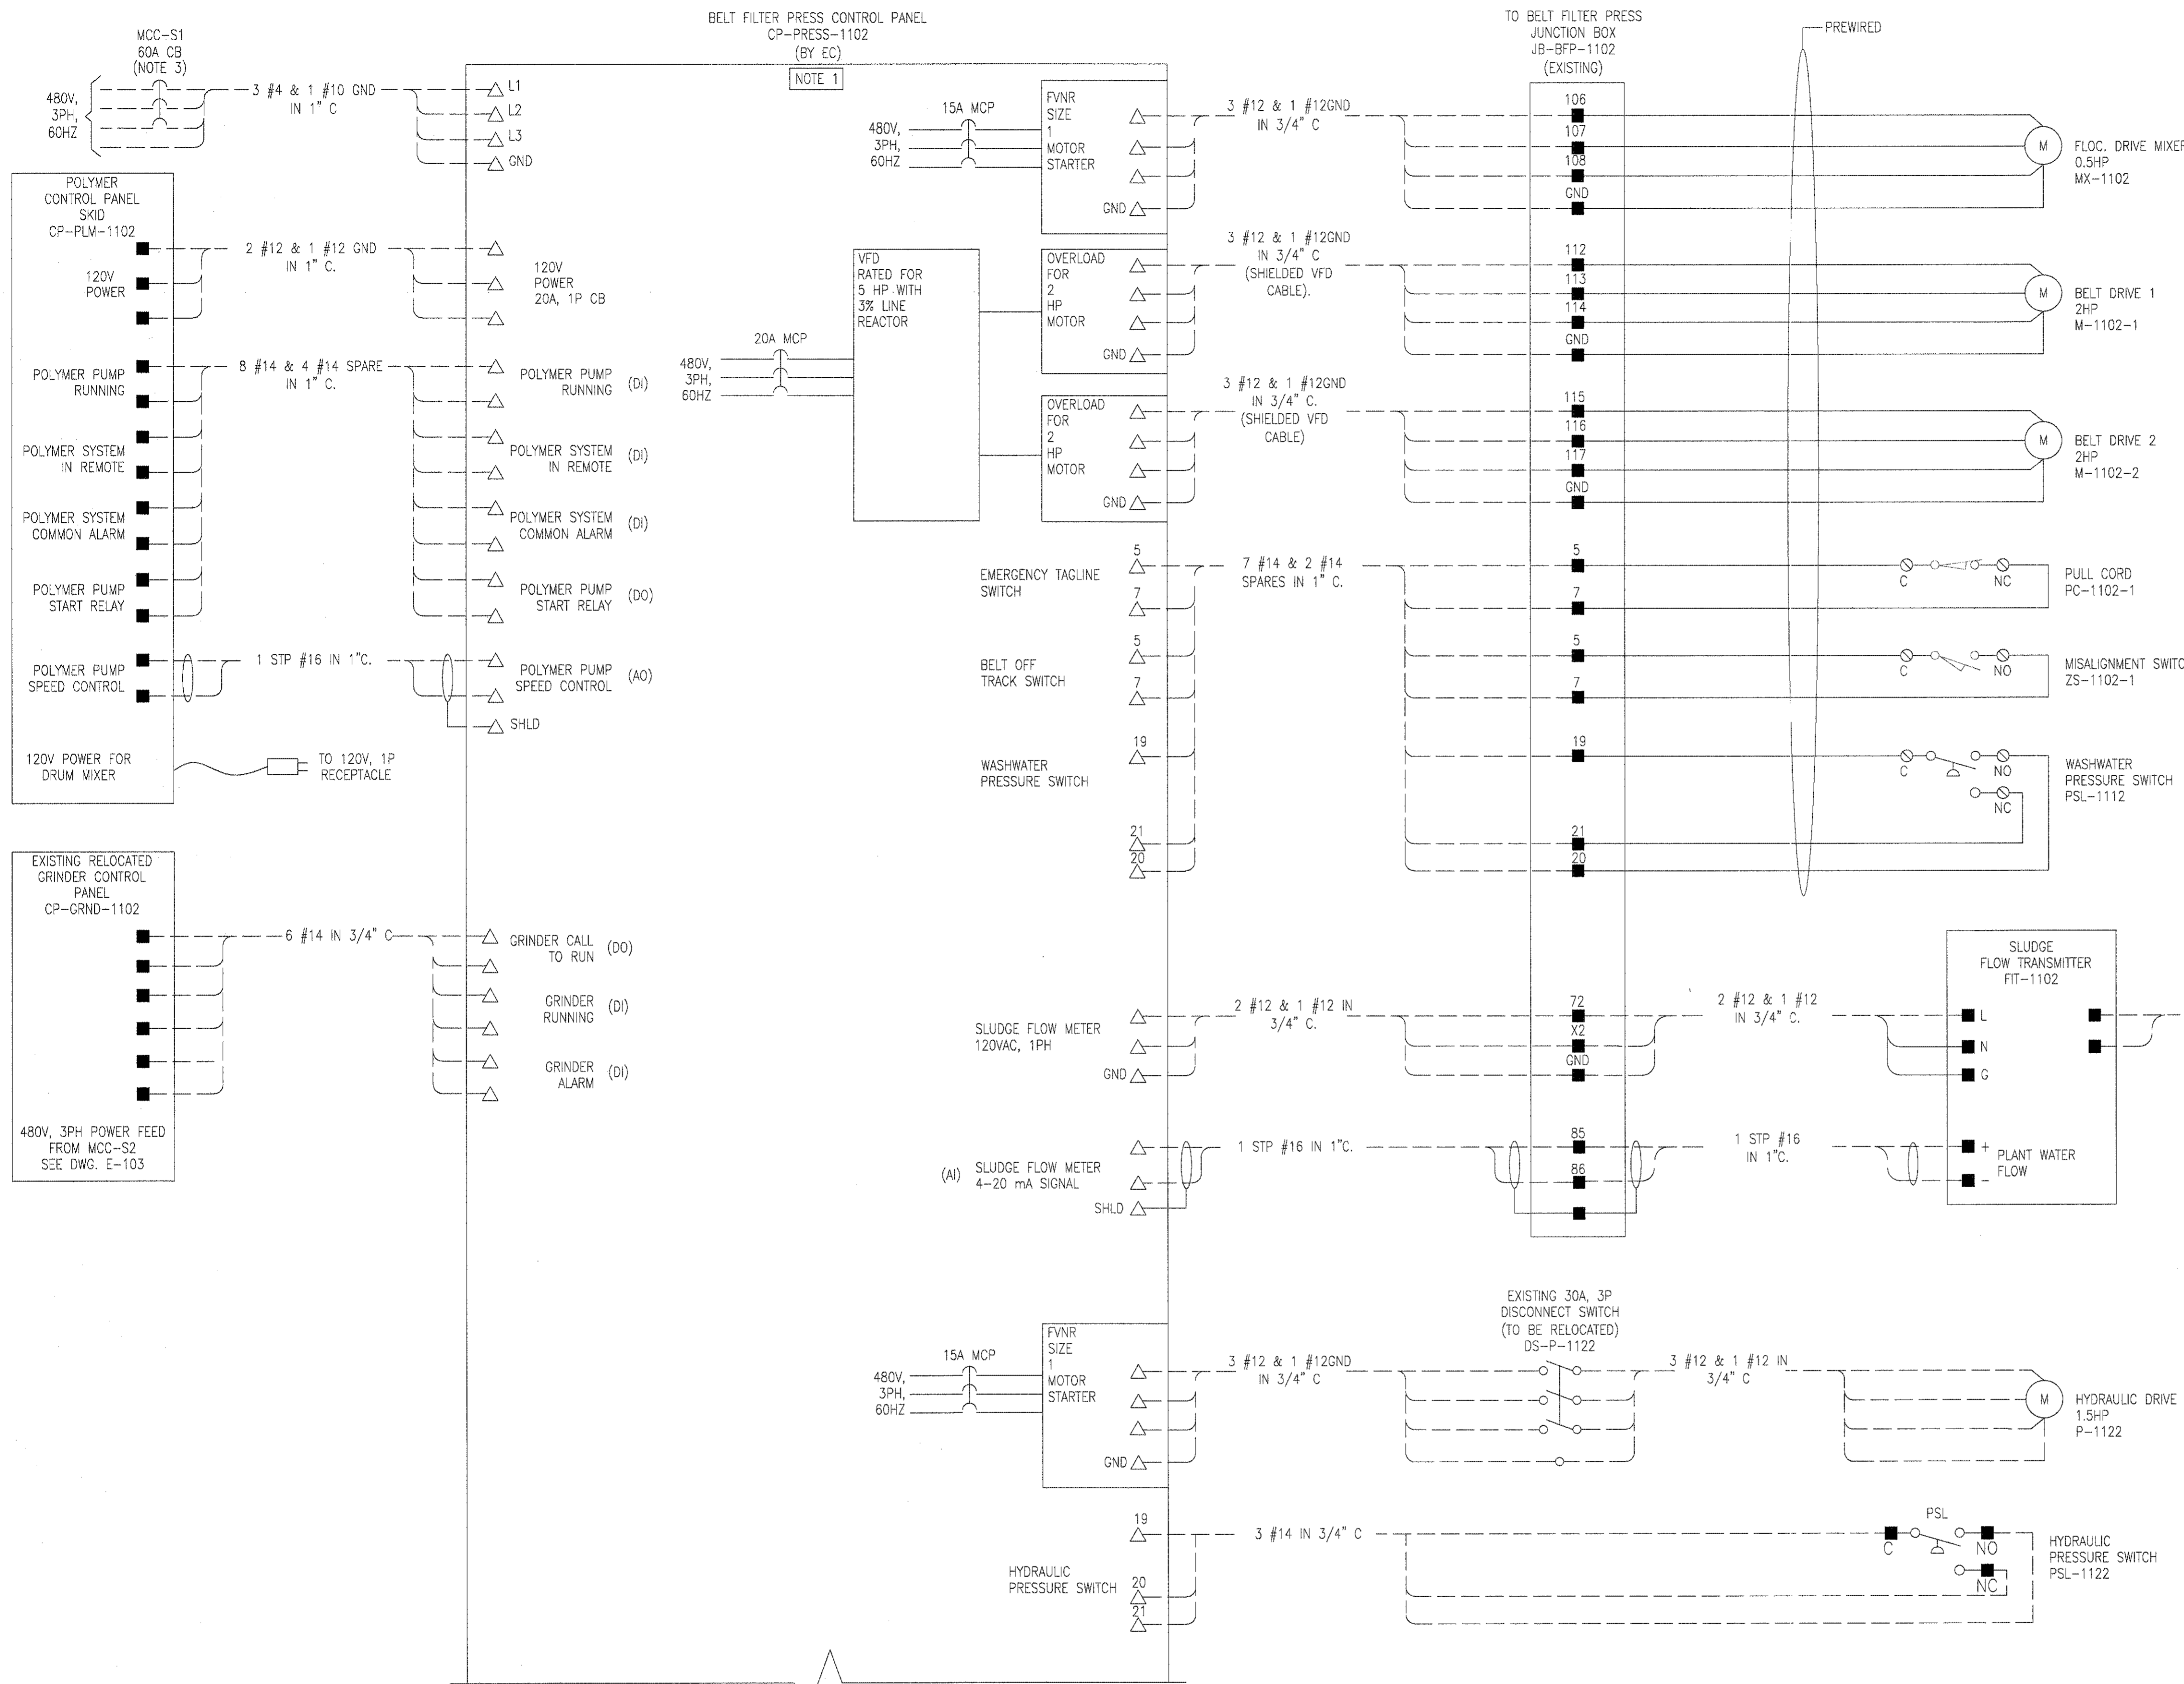 BELT FILTER PRESS CONTROL PANEL
CP-PRESS-1102
(BY EC)
NOTE 1
MCC-S1
60A CB
(NOTE 3)
480V,
3PH,
60HZ
3 #4 & 1 #10 GND
IN 1" C
L1
L2
L3
GND
POLYMER
CONTROL PANEL
SKID
CP-PLM-1102
120V
POWER
2 #12 & 1 #12 GND
IN 1" C.
120V
POWER
20A, 1P CB
POLYMER PUMP
RUNNING
8 #14 & 4 #14 SPARE
IN 1" C.
POLYMER PUMP
RUNNING
(DI)
POLYMER SYSTEM
IN REMOTE
POLYMER SYSTEM
IN REMOTE
(DI)
POLYMER SYSTEM
COMMON ALARM
POLYMER SYSTEM
COMMON ALARM
(DI)
POLYMER PUMP
START RELAY
POLYMER PUMP
START RELAY
(DO)
POLYMER PUMP
SPEED CONTROL
1 STP #16 IN 1"C.
POLYMER PUMP
SPEED CONTROL
(AO)
SHLD
120V POWER FOR
DRUM MIXER
TO 120V, 1P
RECEPTACLE
EXISTING RELOCATED
GRINDER CONTROL
PANEL
CP-GRND-1102
6 #14 IN 3/4" C
GRINDER CALL
TO RUN
(DO)
GRINDER
RUNNING
(DI)
GRINDER
ALARM
(DI)
480V, 3PH POWER FEED
FROM MCC-S2
SEE DWG. E-103
15A MCP
480V,
3PH,
60HZ
FVNR
SIZE
1
MOTOR
STARTER
GND
3 #12 & 1 #12GND
IN 3/4" C
TO BELT FILTER PRESS
JUNCTION BOX
JB-BFP-1102
(EXISTING)
PREWIRED
106
107
108
GND
M
FLOC. DRIVE MIXER
0.5HP
MX-1102
20A MCP
480V,
3PH,
60HZ
VFD
RATED FOR
5 HP WITH
3% LINE
REACTOR
OVERLOAD
FOR
2
HP
MOTOR
GND
3 #12 & 1 #12GND
IN 3/4" C
(SHIELDED VFD
CABLE).
112
113
114
GND
M
BELT DRIVE 1
2HP
M-1102-1
OVERLOAD
FOR
2
HP
MOTOR
GND
3 #12 & 1 #12GND
IN 3/4" C.
(SHIELDED VFD
CABLE)
115
116
117
GND
M
BELT DRIVE 2
2HP
M-1102-2
EMERGENCY TAGLINE
SWITCH
5
7
7 #14 & 2 #14
SPARES IN 1" C.
5
7
C
NC
PULL CORD
PC-1102-1
BELT OFF
TRACK SWITCH
5
7
5
7
C
NO
MISALIGNMENT SWITC
ZS-1102-1
WASHWATER
PRESSURE SWITCH
19
21
20
19
21
20
C
NO
NC
WASHWATER
PRESSURE SWITCH
PSL-1112
SLUDGE FLOW METER
120VAC, 1PH
GND
2 #12 & 1 #12 IN
3/4" C.
72
X2
GND
2 #12 & 1 #12
IN 3/4" C.
SLUDGE
FLOW TRANSMITTER
FIT-1102
L
N
G
(AI)
SLUDGE FLOW METER
4-20 mA SIGNAL
SHLD
1 STP #16 IN 1"C.
85
86
1 STP #16
IN 1"C.
+
-
PLANT WATER
FLOW
15A MCP
480V,
3PH,
60HZ
FVNR
SIZE
1
MOTOR
STARTER
GND
3 #12 & 1 #12GND
IN 3/4" C
EXISTING 30A, 3P
DISCONNECT SWITCH
(TO BE RELOCATED)
DS-P-1122
3 #12 & 1 #12 IN
3/4" C
M
HYDRAULIC DRIVE
1.5HP
P-1122
HYDRAULIC
PRESSURE SWITCH
19
20
21
3 #14 IN 3/4" C
PSL
C
NO
NC
HYDRAULIC
PRESSURE SWITCH
PSL-1122